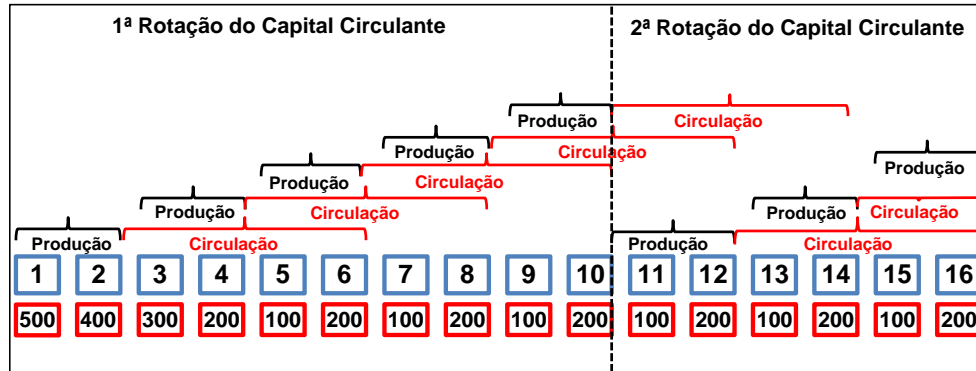 1ª Rotação do Capital Circulante 2ª Rotação do Capital Circulante
Produção Circulação
Produção Circulação
Produção Circulação Produção
Produção Circulação Produção Circulação
Produção Circulação Produção Circulação
1 2 3 4 5 6 7 8 9 10 11 12 13 14 15 16
500 400 300 200 100 200 100 200 100 200 100 200 100 200 100 200